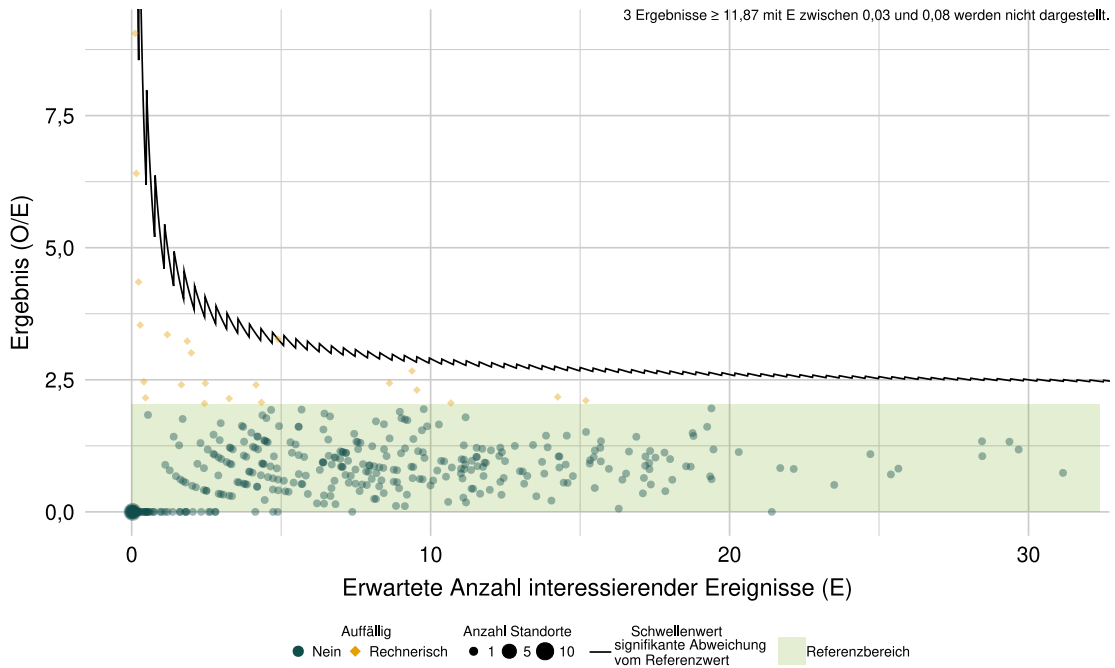 3 Ergebnisse ≥ 11,87 mit E zwischen 0,03 und 0,08 werden nicht dargestellt.
7,5
5,0
2,5
0,0
Ergebnis (O/E)
0
10
20
30
Erwartete Anzahl interessierender Ereignisse (E)
Auffällig
Nein
Rechnerisch
Anzahl Standorte
1
5
10
Schwellenwert
signifikante Abweichung
vom Referenzwert
Referenzbereich